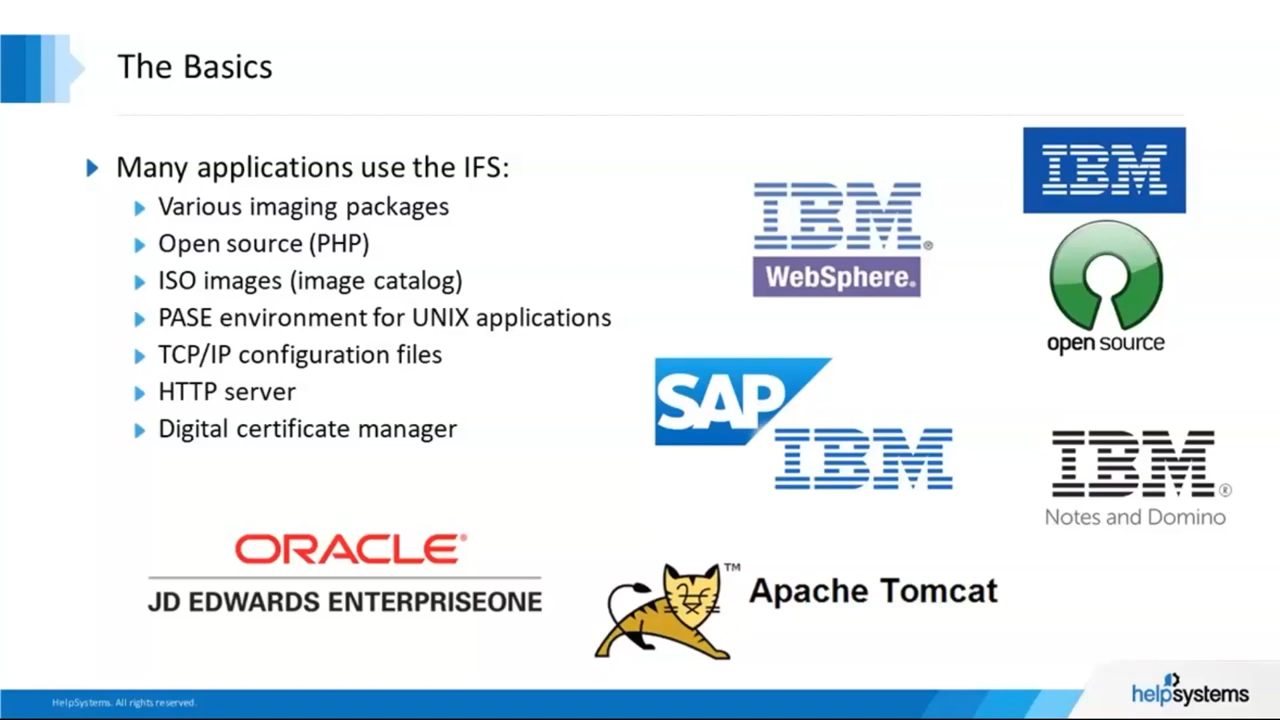 The Basics
Many applications use the IFS:
Various imaging packages
Open source (PHP)
ISO images (image catalog)
PASE environment for UNIX applications
TCP/IP configuration files
HTTP server
Digital certificate manager
IBM
IBM®
WebSphere®
open source
SAP
IBM
IBM®
Notes and Domino
ORACLE®
JD EDWARDS ENTERPRISEONE
™ Apache Tomcat
HelpSystems. All rights reserved.
helpsystems